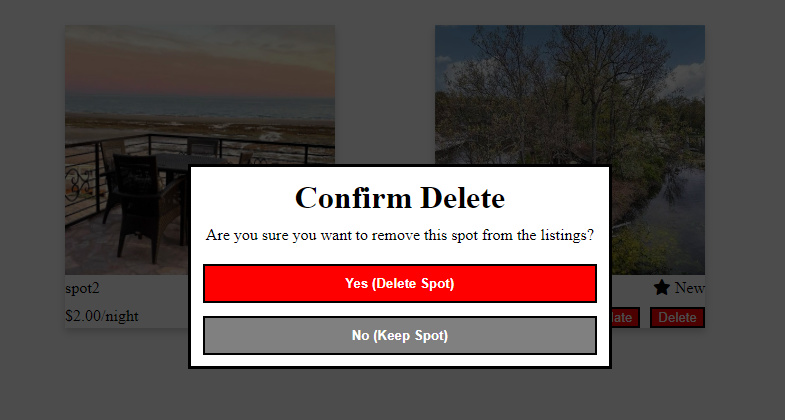 Confirm Delete
Are you sure you want to remove this spot from the listings?
Yes (Delete Spot)
No (Keep Spot)
spot2
New
$2.00/night
Delete